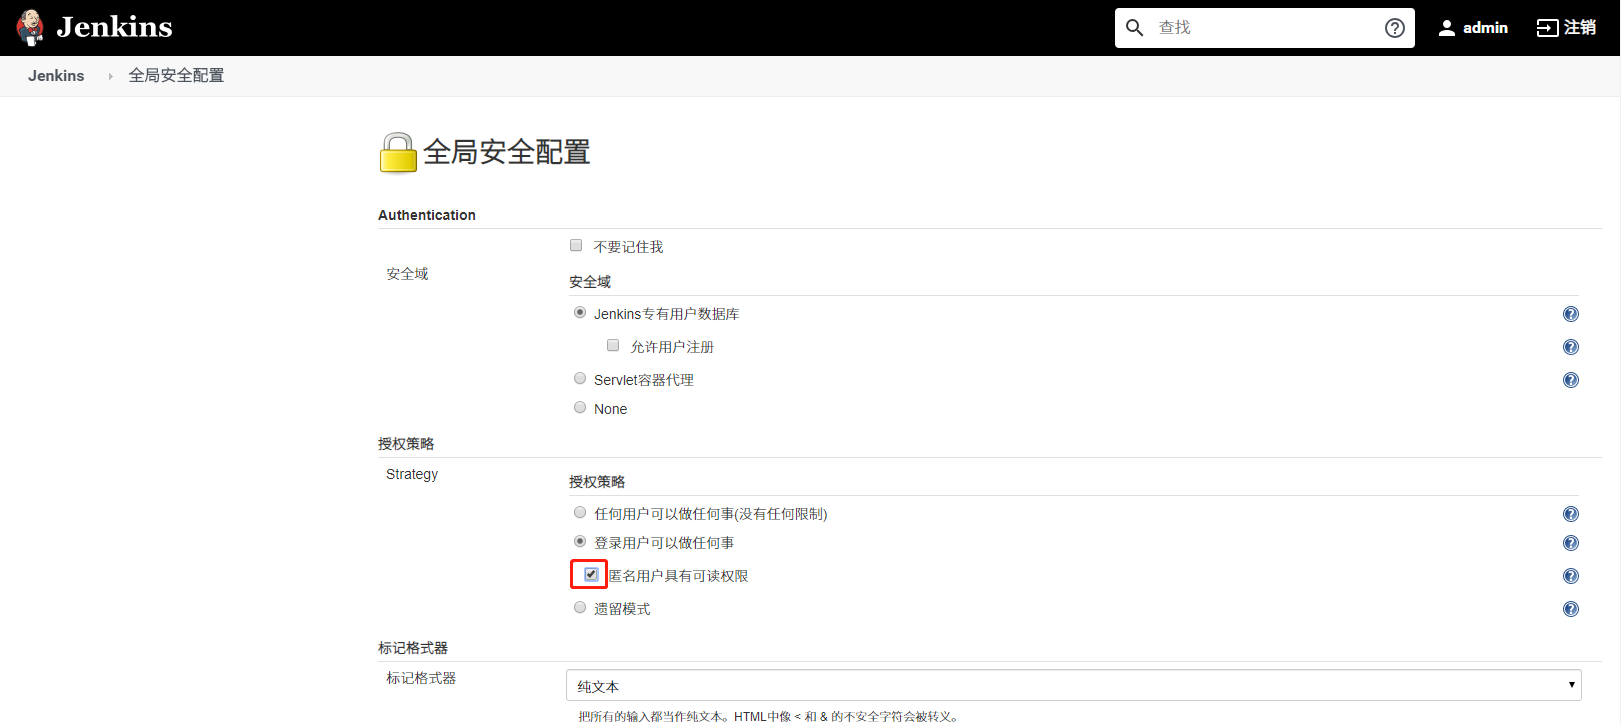 Jenkins
查找
admin
注销
Jenkins
全局安全配置
全局安全配置
Authentication
不要记住我
安全域
安全域
Jenkins专有用户数据库
允许用户注册
Servlet容器代理
None
授权策略
Strategy
授权策略
任何用户可以做任何事(没有任何限制)
登录用户可以做任何事
匿名用户具有可读权限
遗留模式
标记格式器
标记格式器
纯文本
把所有的输入都当作纯文本。HTML中像 < 和 & 的不安全字符会被转义。